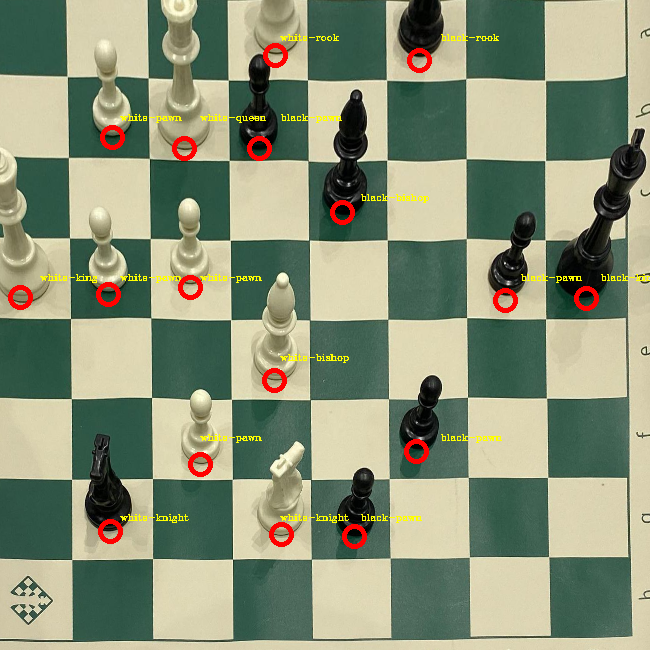 white-rook
black-rook
a
white-pawn
white-queen
black-pawn
b
black-bishop
c
white-king
white-pawn
white-pawn
black-pawn
white-bishop
e
white-pawn
black-pawn
f
white-knight
white-knight
black-pawn
g
h